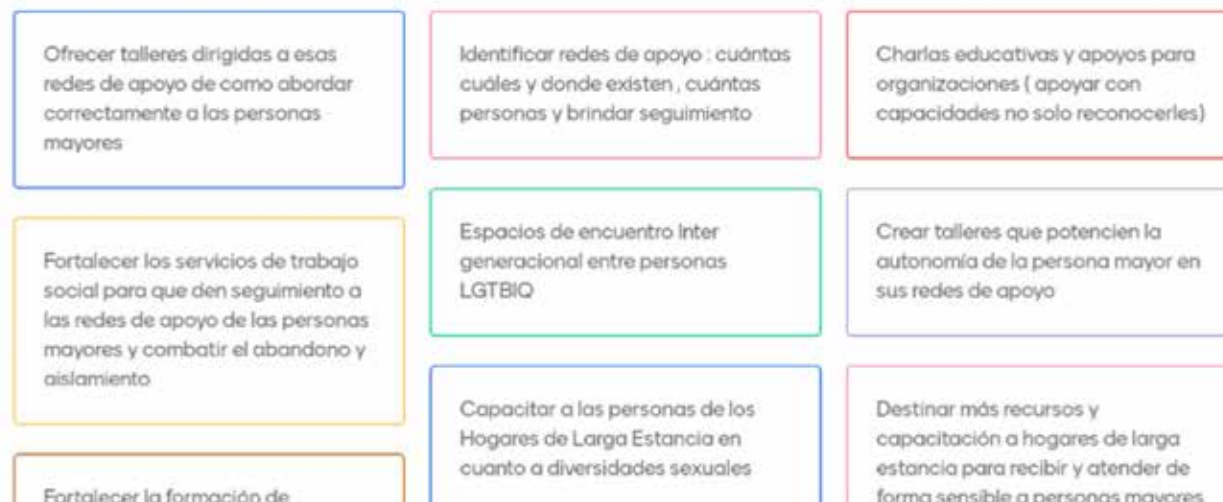 Ofrecer talleres dirigidas a esas
redes de apoyo de como abordar
correctamente a las personas
mayores
Fortalecer los servicios de trabajo
social para que den seguimiento a
las redes de apoyo de las personas
mayores y combatir el abandono y
aislamiento
Fortalecer la formación de
Identificar redes de apoyo : cuántas
cuáles y donde existen , cuántas
personas y brindar seguimiento
Espacios de encuentro Inter
generacional entre personas
LGTBIQ
Capacitar a las personas de los
Hogares de Larga Estancia en
cuanto a diversidades sexuales
Charlas educativas y apoyos para
organizaciones ( apoyar con
capacidades no solo reconocerles)
Crear talleres que potencien la
autonomía de la persona mayor en
sus redes de apoyo
Destinar más recursos y
capacitación a hogares de larga
estancia para recibir y atender de
forma sensible a personas mayores